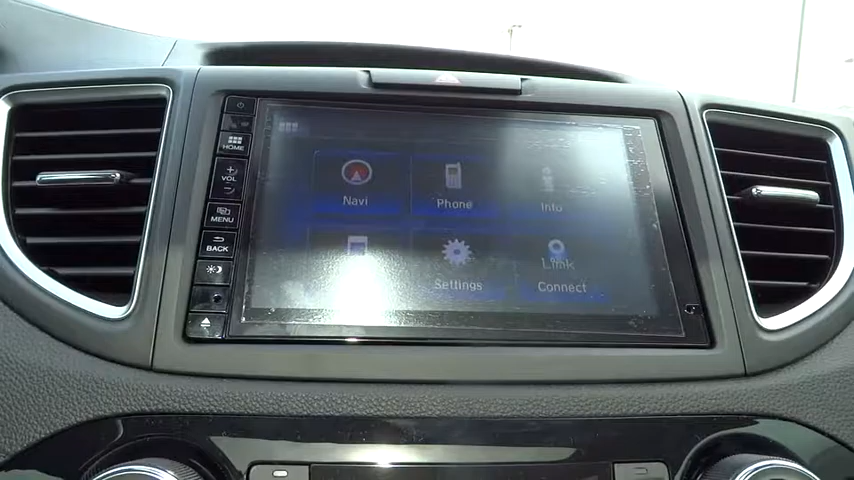 HOME
+
VOL
-
MENU
BACK
Navi
Phone
Info
Settings
Link
Connect